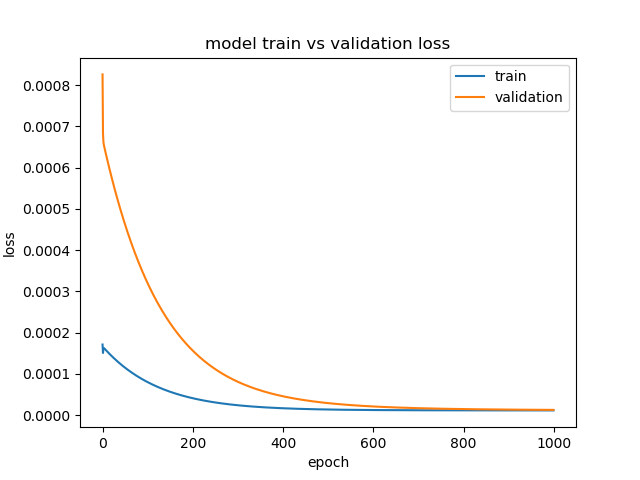 model train vs validation loss
train
validation
0.0008
0.0007
0.0006
0.0005
0.0004
0.0003
0.0002
0.0001
0.0000
loss
0 200 400 600 800 1000
epoch